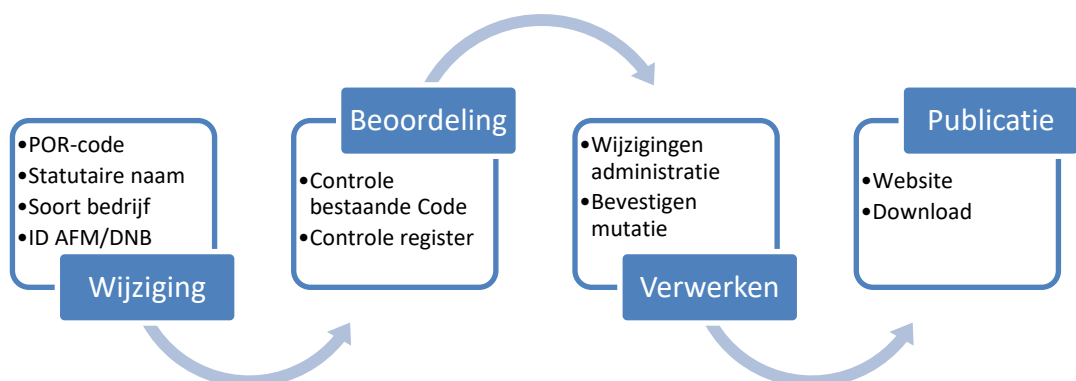 •POR-code
•Statutaire naam
•Soort bedrijf
•ID AFM/DNB
Wijziging
Beoordeling
•Controle
bestaande Code
•Controle register
•Wijzigingen
administratie
•Bevestigen
mutatie
Verwerken
Publicatie
•Website
•Download